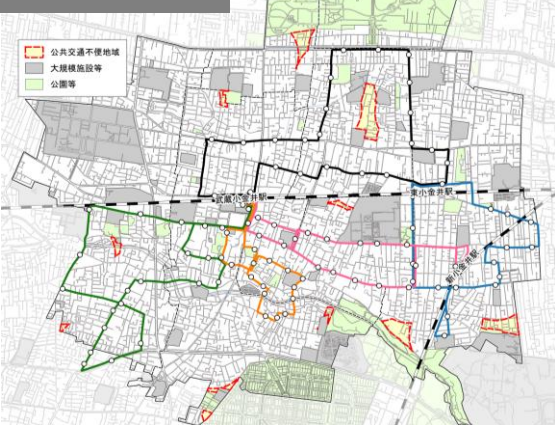 公共交通不便地域
大規模施設等
公園等
武蔵小金井駅
東小金井駅
新小金井駅